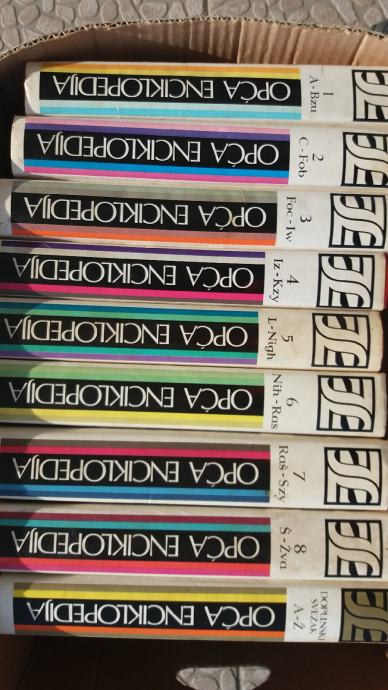 OPĆA ENCIKLOPEDIJA
1
A-Bzu
OPĆA ENCIKLOPEDIJA
2
C-Fob
OPĆA ENCIKLOPEDIJA
3
Foc-Iw
OPĆA ENCIKLOPEDIJA
4
Iz-Kzy
OPĆA ENCIKLOPEDIJA
5
L-Nigh
OPĆA ENCIKLOPEDIJA
6
Nih-Ras
OPĆA ENCIKLOPEDIJA
7
Raš-Szy
OPĆA ENCIKLOPEDIJA
8
Š-Žva
OPĆA ENCIKLOPEDIJA
DOPUNSKI
SVEZAK
A-Ž